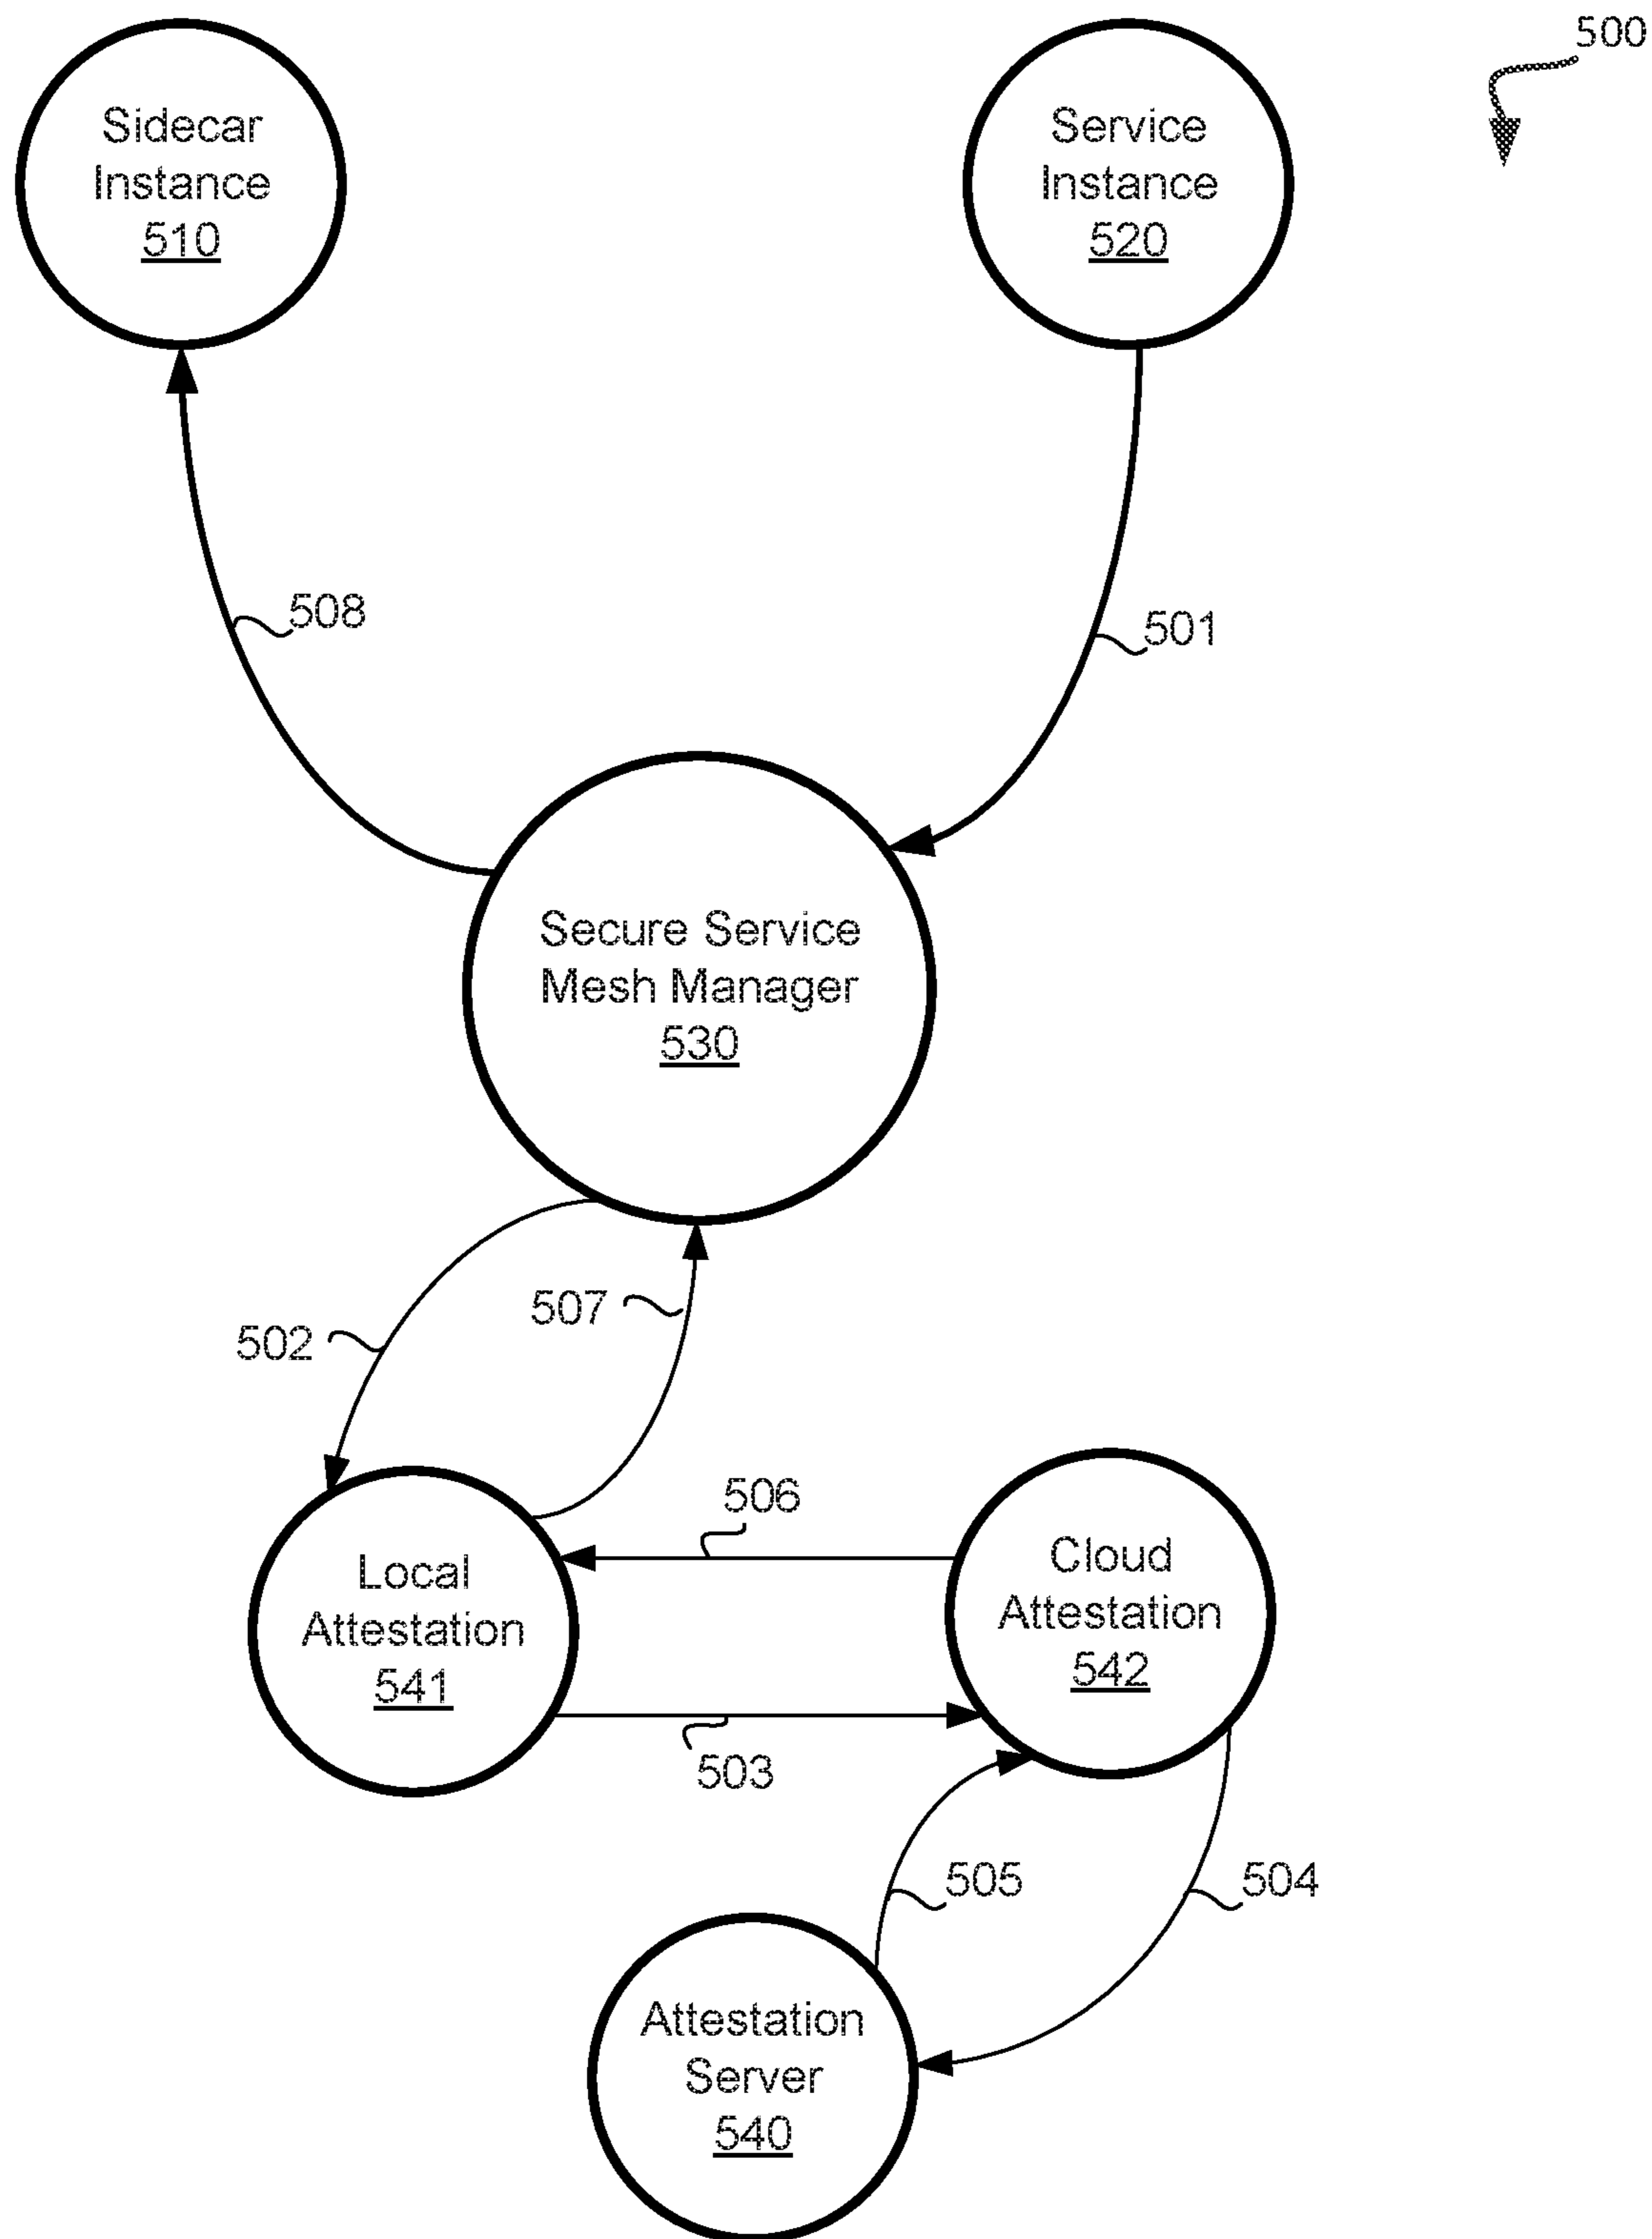 500
Sidecar
Instance
510
Service
Instance
520
508
501
Secure Service
Mesh Manager
530
507
502
506
Local
Attestation
541
Cloud
Attestation
542
503
505
504
Attestation
Server
540